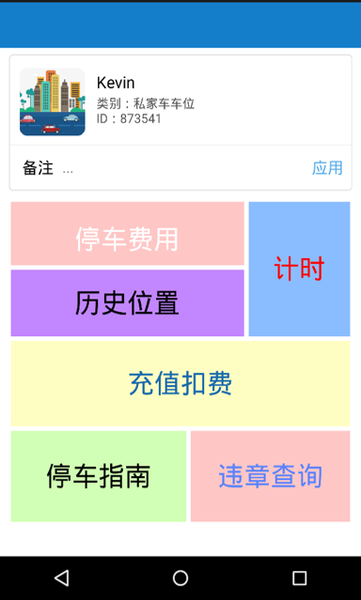 Kevin
类别：私家车车位
ID：873541
备注 ...
应用
停车费用
计时
历史位置
充值扣费
停车指南
违章查询